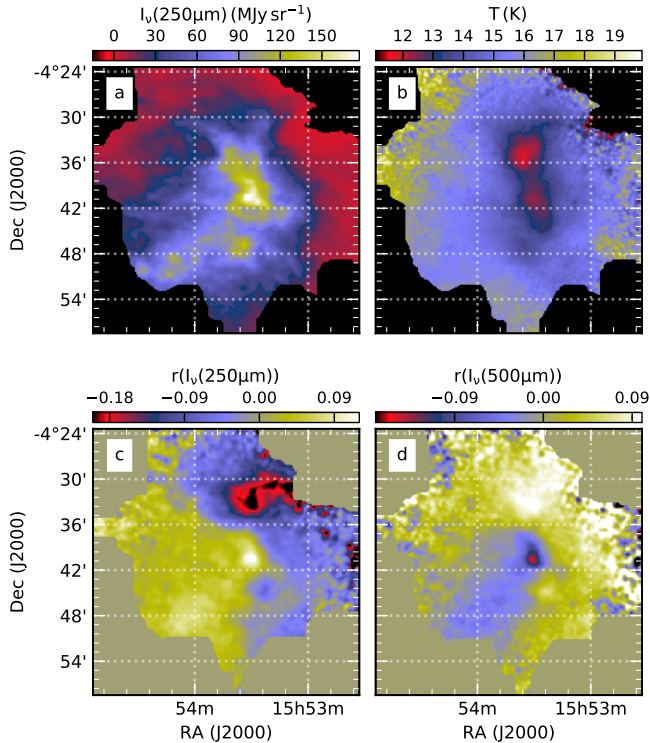 I_ν(250μm) (MJy sr⁻¹)
T (K)
0 30 60 90 120 150
12 13 14 15 16 17 18 19
-4°24'
30'
36'
42'
48'
54'
Dec (J2000)
a
b
r(I_ν(250μm))
r(I_ν(500μm))
−0.18 −0.09 0.00 0.09
−0.09 0.00 0.09
-4°24'
30'
36'
42'
48'
54'
Dec (J2000)
c
d
54m 15h53m
54m 15h53m
RA (J2000)
RA (J2000)